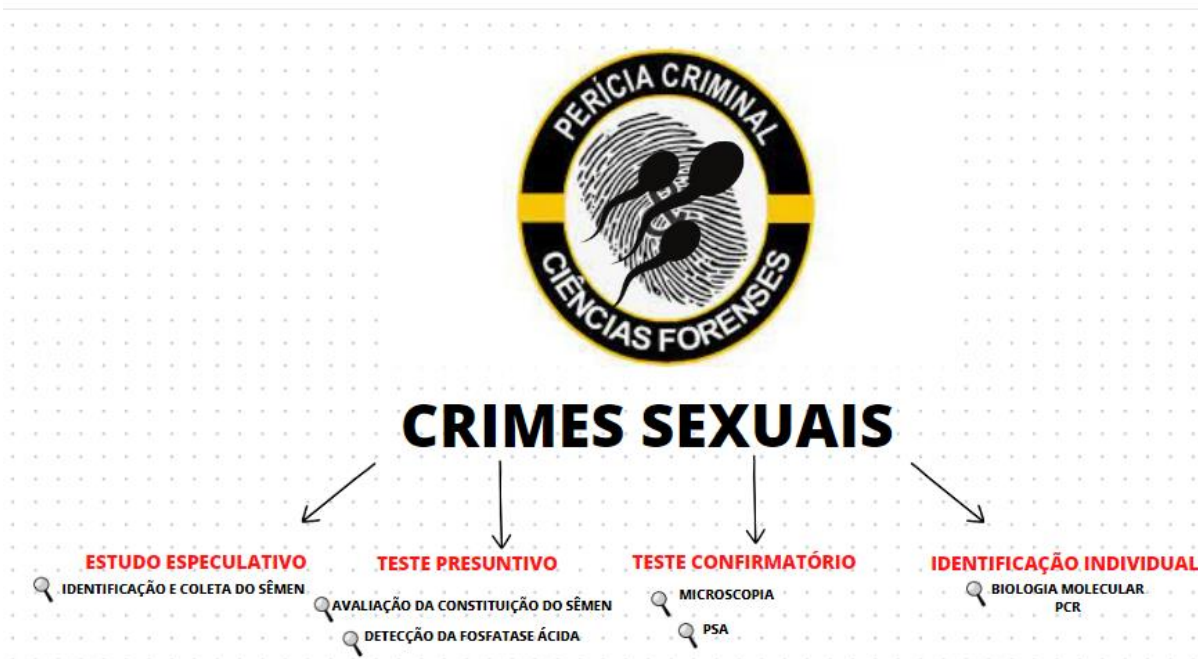 PERÍCIA CRIMINAL
CIÊNCIAS FORENSES
CRIMES SEXUAIS
ESTUDO ESPECULATIVO
IDENTIFICAÇÃO E COLETA DO SÊMEN
TESTE PRESUNTIVO
AVALIAÇÃO DA CONSTITUIÇÃO DO SÊMEN
DETECÇÃO DA FOSFATASE ÁCIDA
TESTE CONFIRMATÓRIO
MICROSCOPIA
PSA
IDENTIFICAÇÃO INDIVIDUAL
BIOLOGIA MOLECULAR
PCR